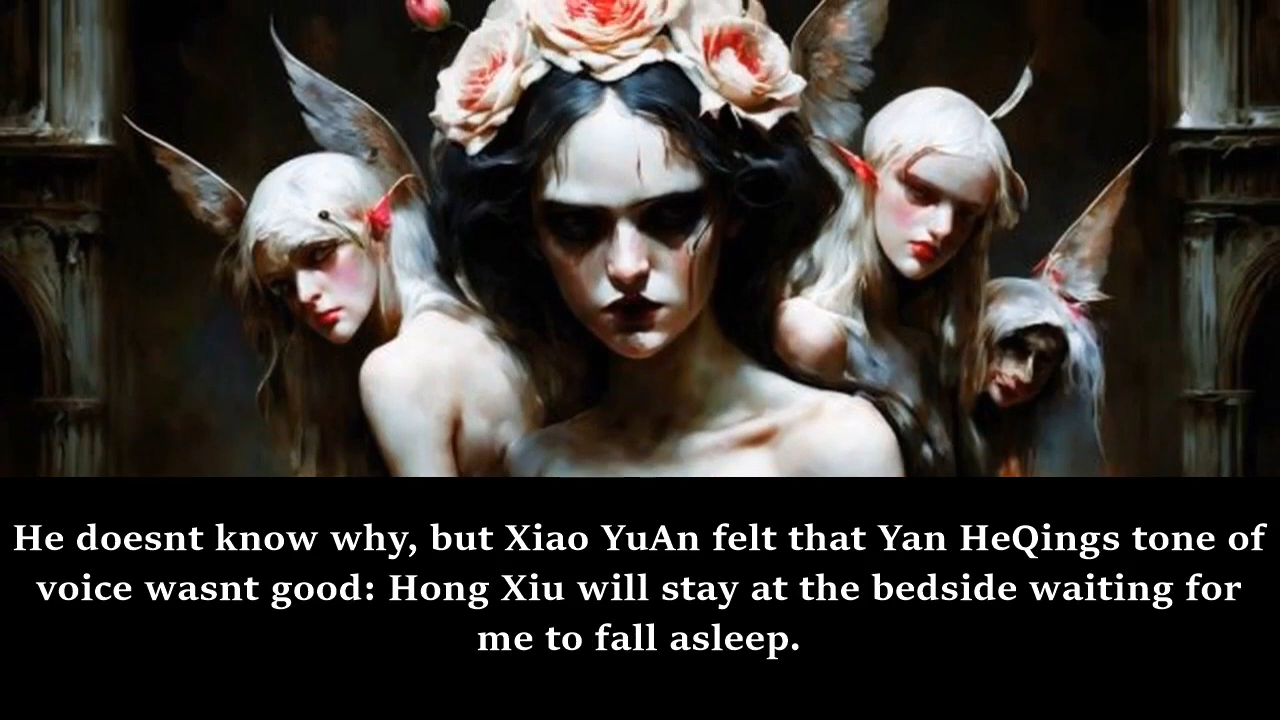 He doesnt know why, but Xiao YuAn felt that Yan HeQings tone of
voice wasnt good: Hong Xiu will stay at the bedside waiting for
me to fall asleep.